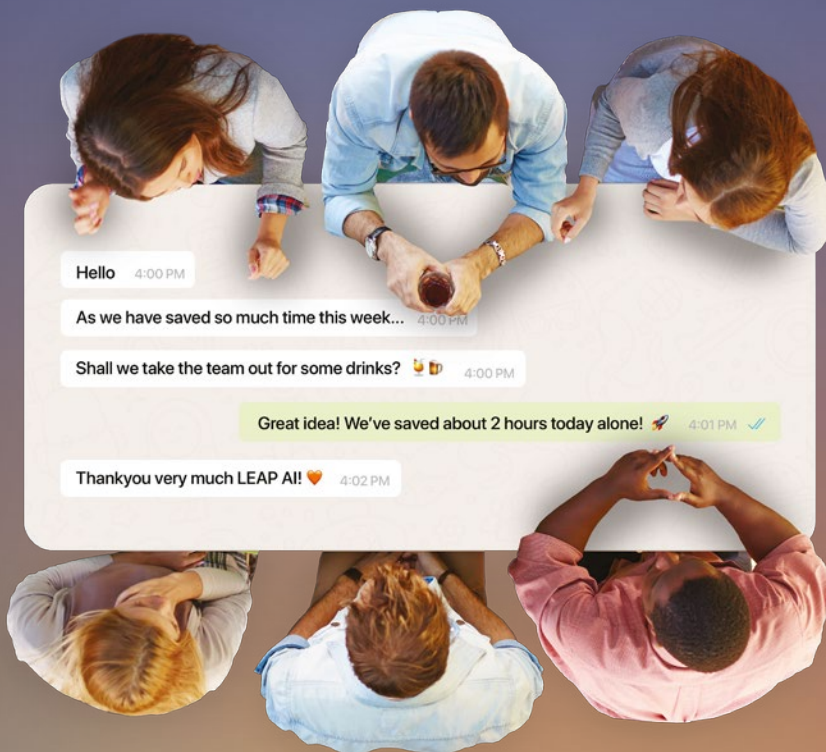 Hello 4:00 PM
As we have saved so much time this week... 4:00 PM
Shall we take the team out for some drinks? 🍹🍺 4:00 PM
Great idea! We've saved about 2 hours today alone! 🚀 4:01 PM
Thankyou very much LEAP AI! 🧡 4:02 PM